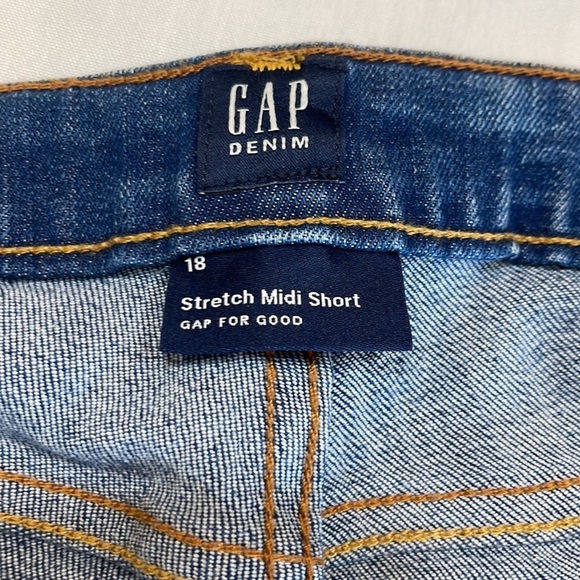 GAP
DENIM
18
Stretch Midi Short
GAP FOR GOOD